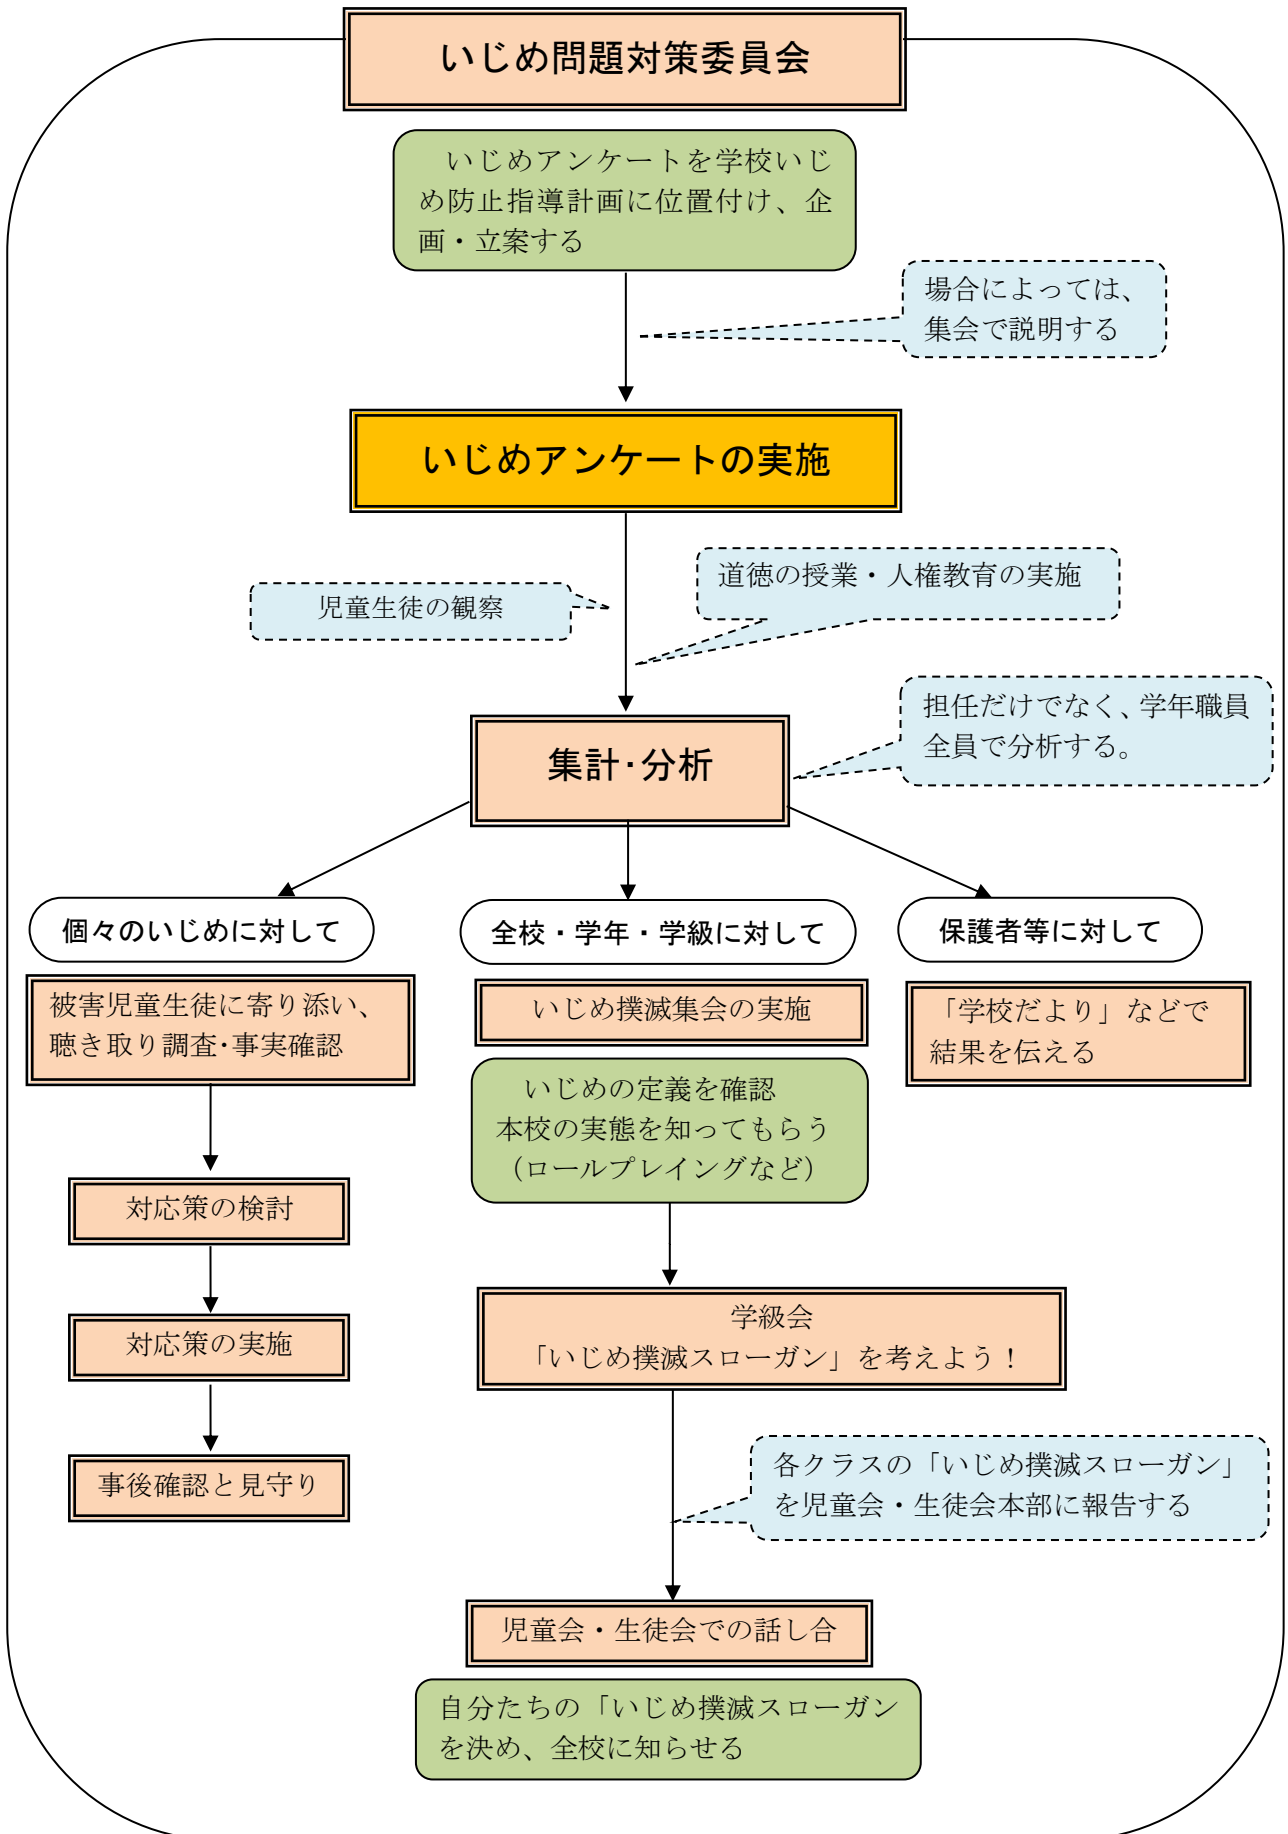 いじめ問題対策委員会
いじめアンケートを学校いじ
め防止指導計画に位置付け、企
画・立案する
場合によっては、
集会で説明する
いじめアンケートの実施
児童生徒の観察
道徳の授業・人権教育の実施
集計･分析
担任だけでなく、学年職員
全員で分析する。
個々のいじめに対して
被害児童生徒に寄り添い、
聴き取り調査･事実確認
対応策の検討
対応策の実施
事後確認と見守り
全校・学年・学級に対して
いじめ撲滅集会の実施
いじめの定義を確認
本校の実態を知ってもらう
（ロールプレイングなど）
学級会
「いじめ撲滅スローガン」を考えよう！
各クラスの「いじめ撲滅スローガン」
を児童会・生徒会本部に報告する
児童会・生徒会での話し合
自分たちの「いじめ撲滅スローガン
を決め、全校に知らせる
保護者等に対して
「学校だより」などで
結果を伝える